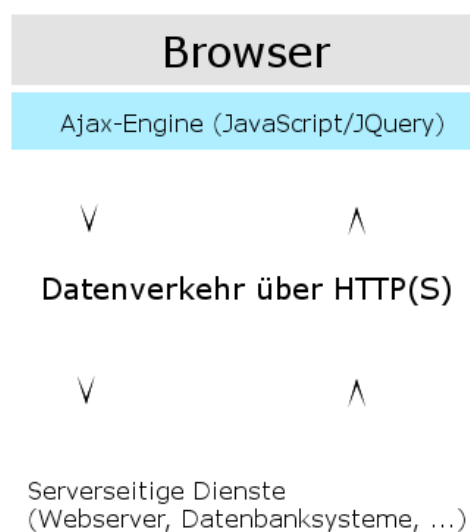 Browser
Ajax-Engine (JavaScript/JQuery)
Datenverkehr über HTTP(S)
Serverseitige Dienste
(Webserver, Datenbanksysteme, ...)